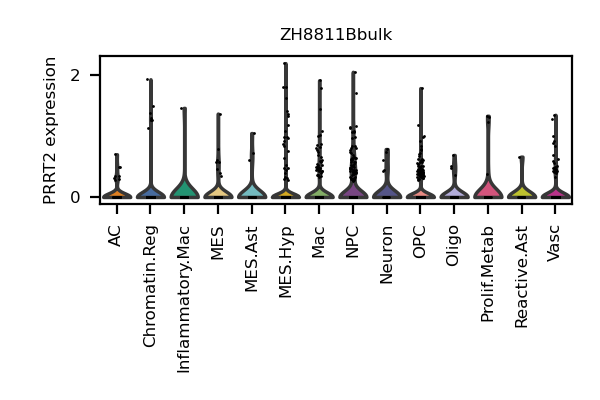 ZH8811Bbulk
PRRT2 expression
2
0
AC
Chromatin.Reg
Inflammatory.Mac
MES
MES.Ast
MES.Hyp
Mac
NPC
Neuron
OPC
Oligo
Prolif.Metab
Reactive.Ast
Vasc